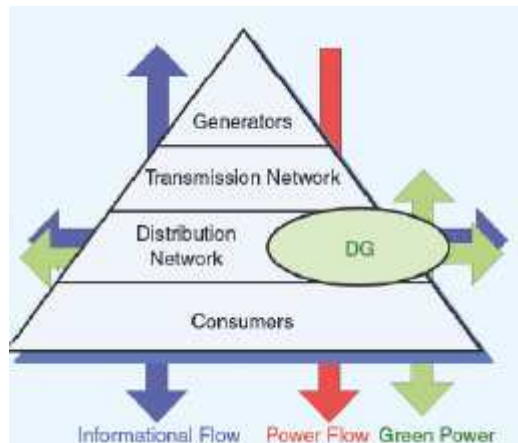 Generators
Transmission Network
Distribution
Network
DG
Consumers
Informational Flow
Power Flow
Green Power